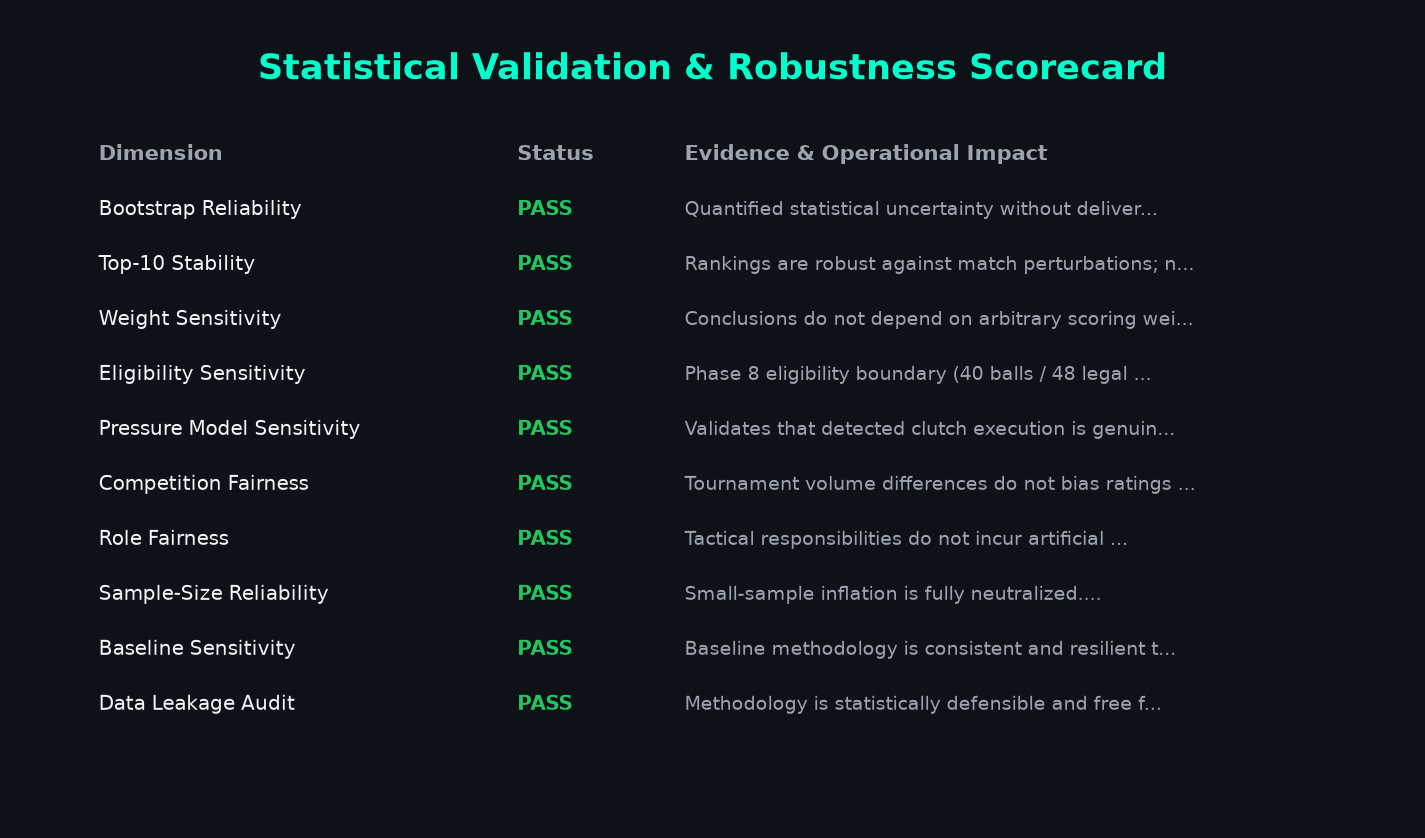 Statistical Validation & Robustness Scorecard
Dimension Status Evidence & Operational Impact
Bootstrap Reliability PASS Quantified statistical uncertainty without deliver...
Top-10 Stability PASS Rankings are robust against match perturbations; n...
Weight Sensitivity PASS Conclusions do not depend on arbitrary scoring wei...
Eligibility Sensitivity PASS Phase 8 eligibility boundary (40 balls / 48 legal ...
Pressure Model Sensitivity PASS Validates that detected clutch execution is genuin...
Competition Fairness PASS Tournament volume differences do not bias ratings ...
Role Fairness PASS Tactical responsibilities do not incur artificial ...
Sample-Size Reliability PASS Small-sample inflation is fully neutralized....
Baseline Sensitivity PASS Baseline methodology is consistent and resilient t...
Data Leakage Audit PASS Methodology is statistically defensible and free f...